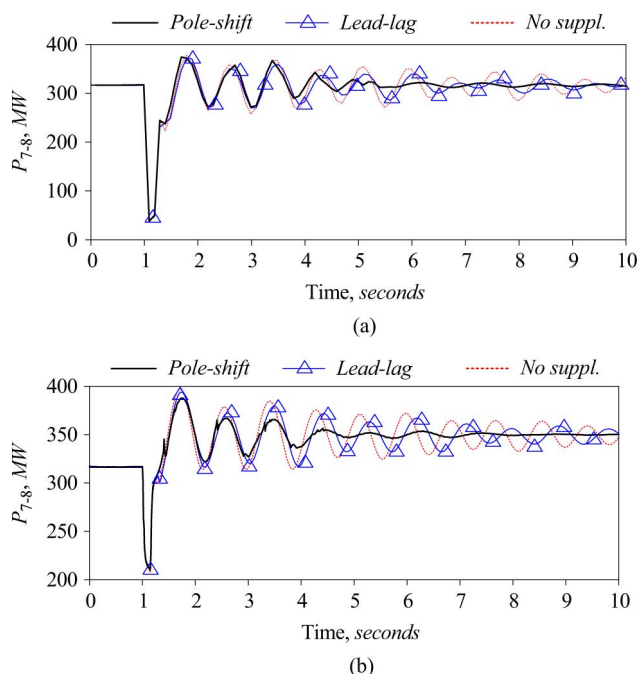 Pole-shift Lead-lag No suppl.
400
300
200
100
0
P7-8, MW
0 1 2 3 4 5 6 7 8 9 10
Time, seconds
(a)
Pole-shift Lead-lag No suppl.
400
350
300
250
200
P7-8, MW
0 1 2 3 4 5 6 7 8 9 10
Time, seconds
(b)